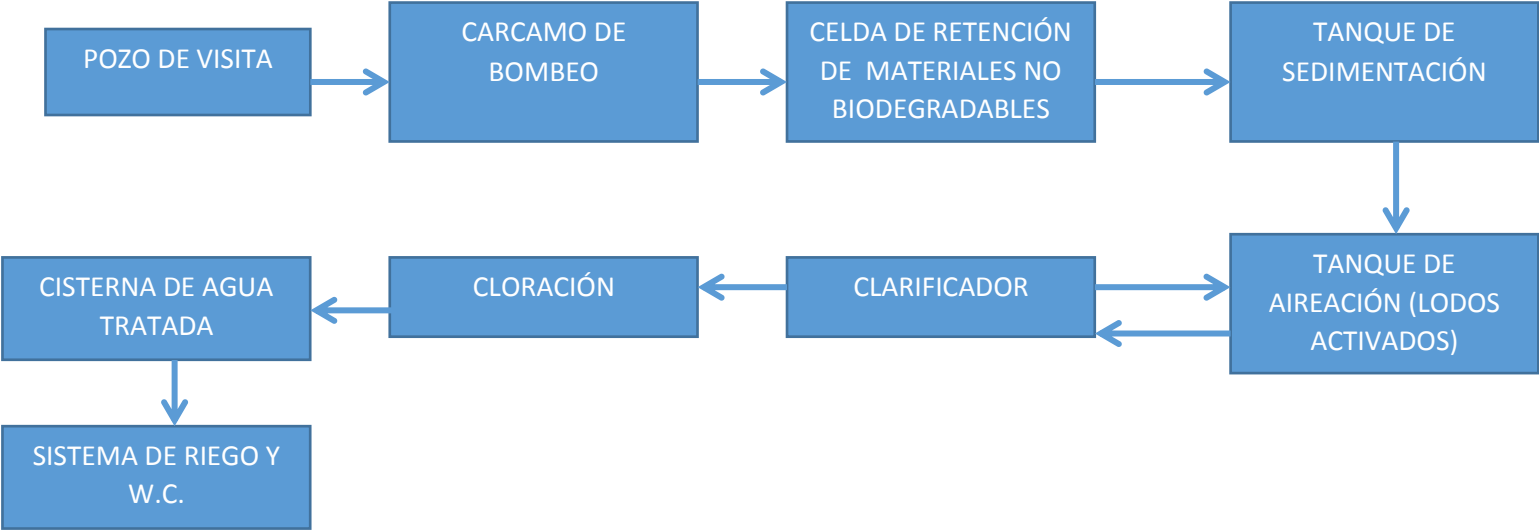 POZO DE VISITA
CARCAMO DE
BOMBEO
CELDA DE RETENCIÓN
DE MATERIALES NO
BIODEGRADABLES
TANQUE DE
SEDIMENTACIÓN
TANQUE DE
AIREACIÓN (LODOS
ACTIVADOS)
CLARIFICADOR
CLORACIÓN
CISTERNA DE AGUA
TRATADA
SISTEMA DE RIEGO Y
W.C.